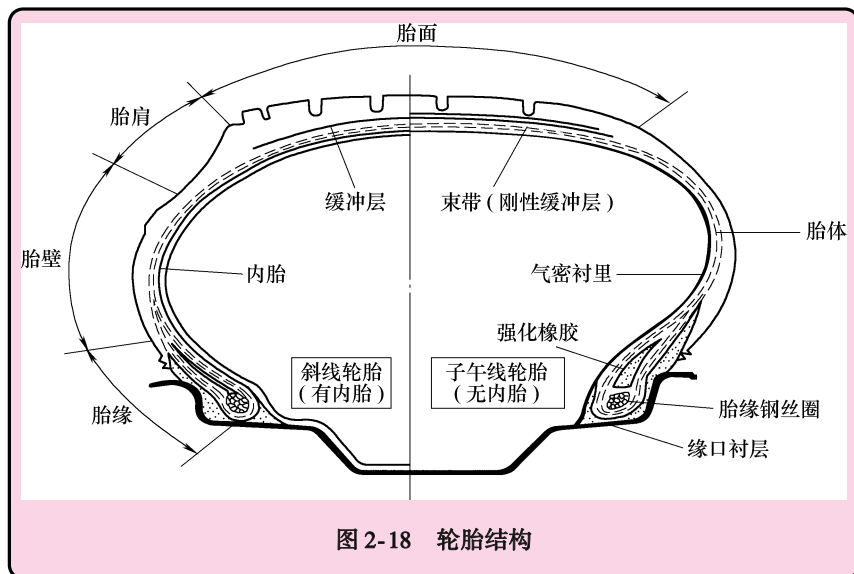 胎面
胎肩
缓冲层
束带(刚性缓冲层)
胎体
胎壁
内胎
气密衬里
强化橡胶
斜线轮胎
(有内胎)
子午线轮胎
(无内胎)
胎缘
胎缘钢丝圈
缘口衬层
图 2-18 轮胎结构